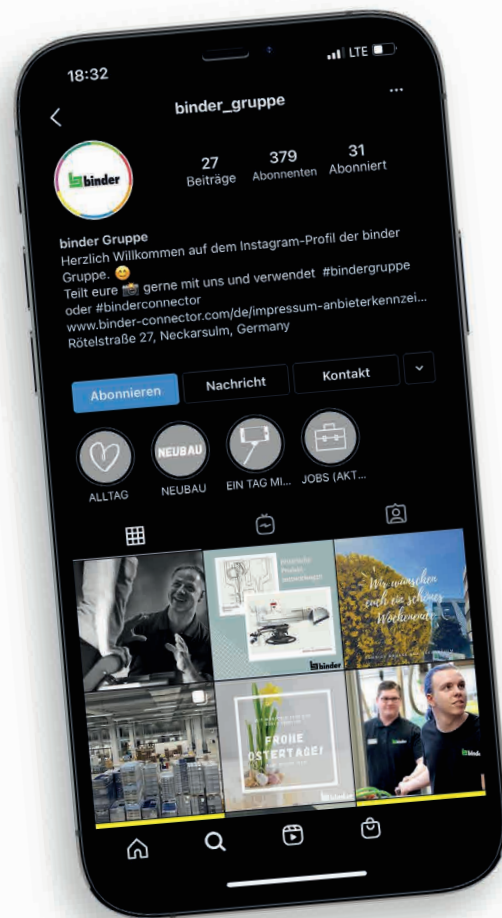 18:32
LTE
binder_gruppe
...
binder
27
Beiträge
379
Abonnenten
31
Abonniert
binder Gruppe
Herzlich Willkommen auf dem Instagram-Profil der binder
Gruppe. 😊
Teilt eure 📸 gerne mit uns und verwendet #bindergruppe
oder #binderconnector
www.binder-connector.com/de/impressum-anbieterkennzei...
Rötelstraße 27, Neckarsulm, Germany
Abonnieren
Nachricht
Kontakt
NEUBAU
ALLTAG
NEUBAU
EIN TAG MI...
JOBS (AKT...
binder
Wir wünschen
euch ein schönes
Wochenende
FROHE
OSTERTAGE!
binder